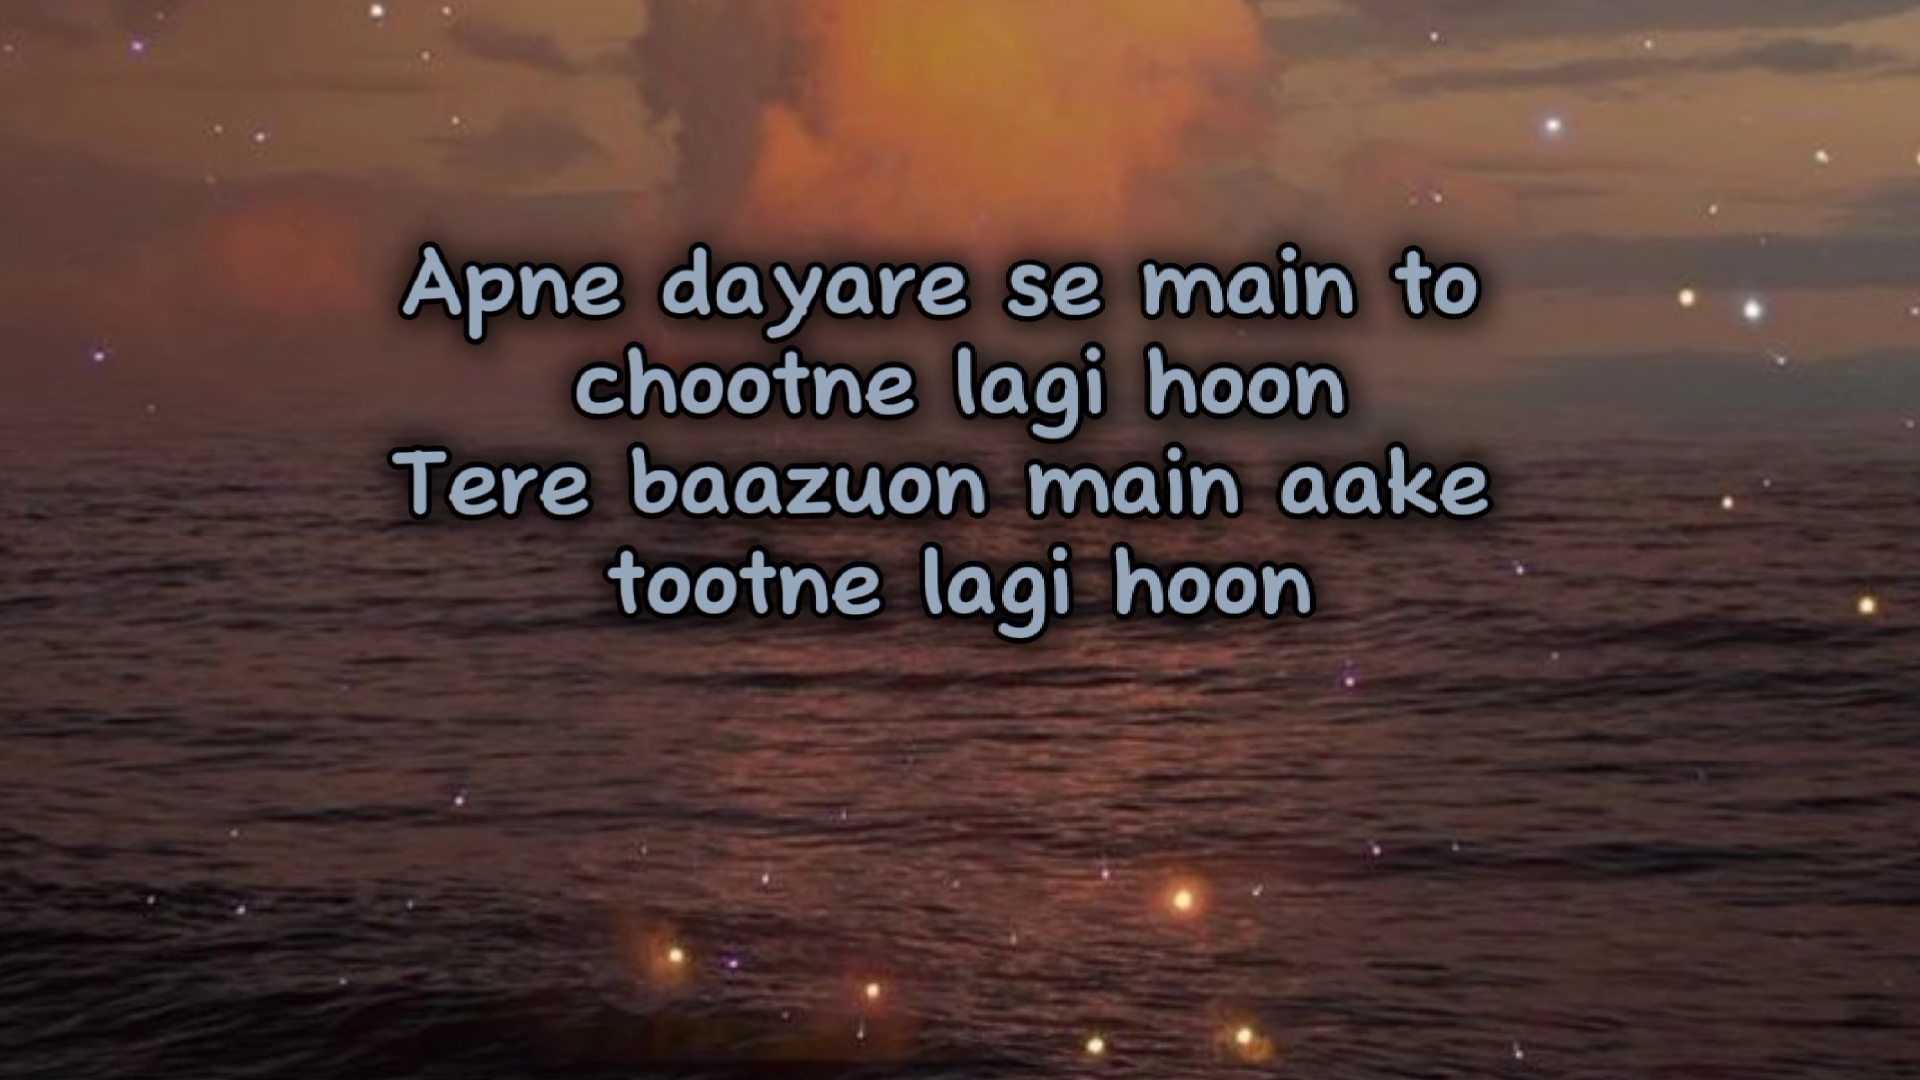 Apne dayare se main to
chootne lagi hoon
Tere baazuon main aake
tootne lagi hoon